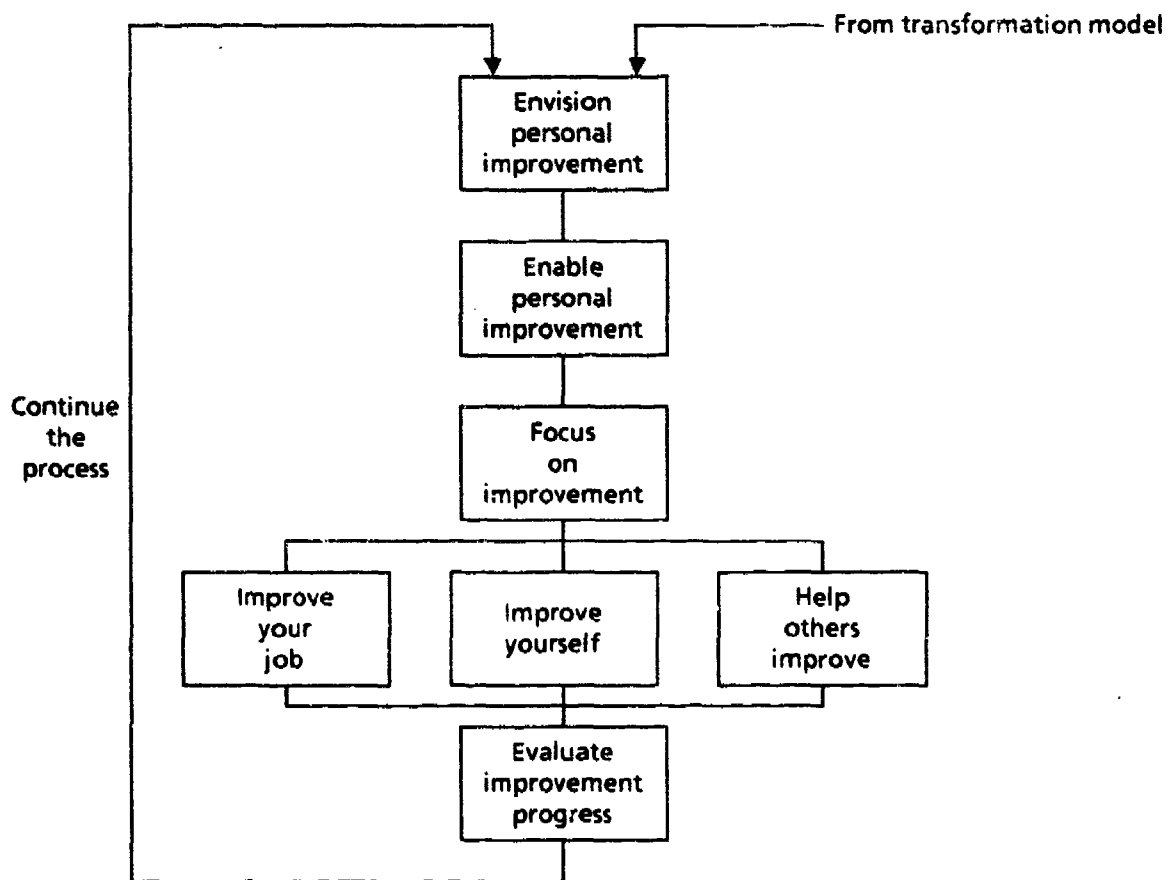 From transformation model
Envision
personal
improvement
Enable
personal
improvement
Continue
the
process
Focus
on
improvement
Improve
your
job
Improve
yourself
Help
others
improve
Evaluate
improvement
progress